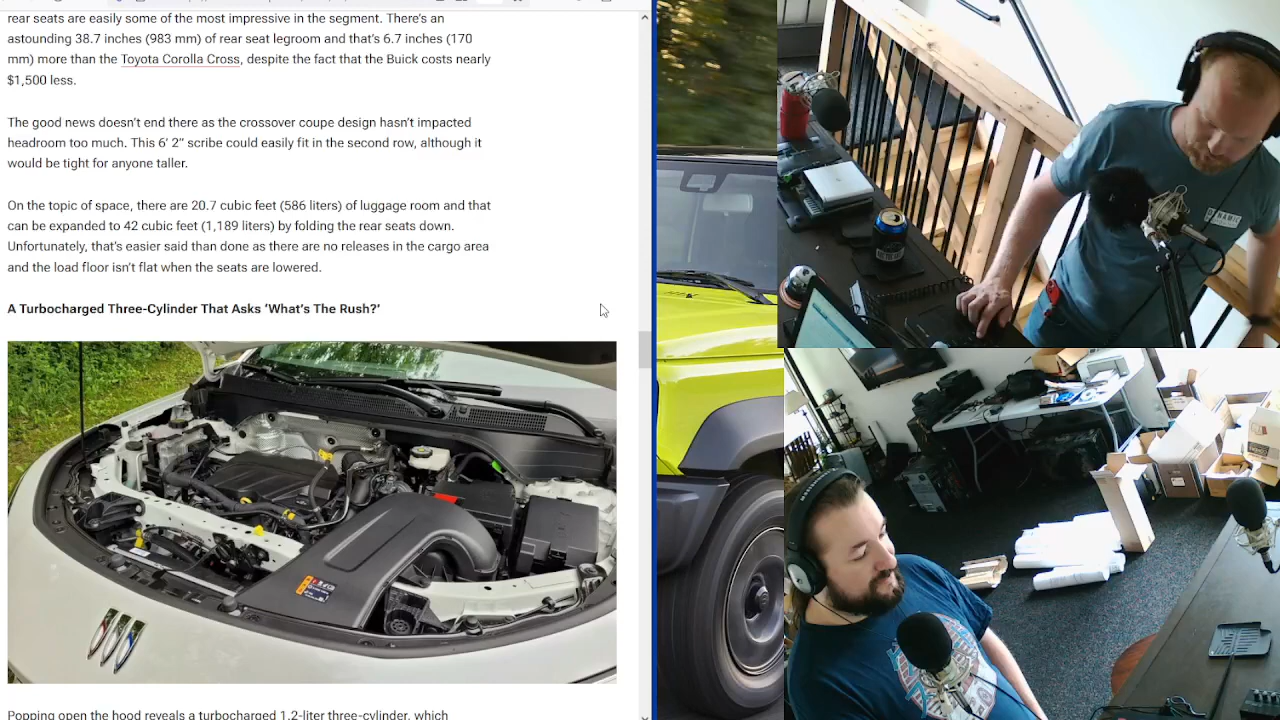 rear seats are easily some of the most impressive in the segment. There's an
astounding 38.7 inches (983 mm) of rear seat legroom and that's 6.7 inches (170
mm) more than the Toyota Corolla Cross, despite the fact that the Buick costs nearly
$1,500 less.
The good news doesn't end there as the crossover coupe design hasn't impacted
headroom too much. This 6' 2" scribe could easily fit in the second row, although it
would be tight for anyone taller.
On the topic of space, there are 20.7 cubic feet (586 liters) of luggage room and that
can be expanded to 42 cubic feet (1,189 liters) by folding the rear seats down.
Unfortunately, that's easier said than done as there are no releases in the cargo area
and the load floor isn't flat when the seats are lowered.
A Turbocharged Three-Cylinder That Asks 'What's The Rush?'
Popping open the hood reveals a turbocharged 1.2-liter three-cylinder, which